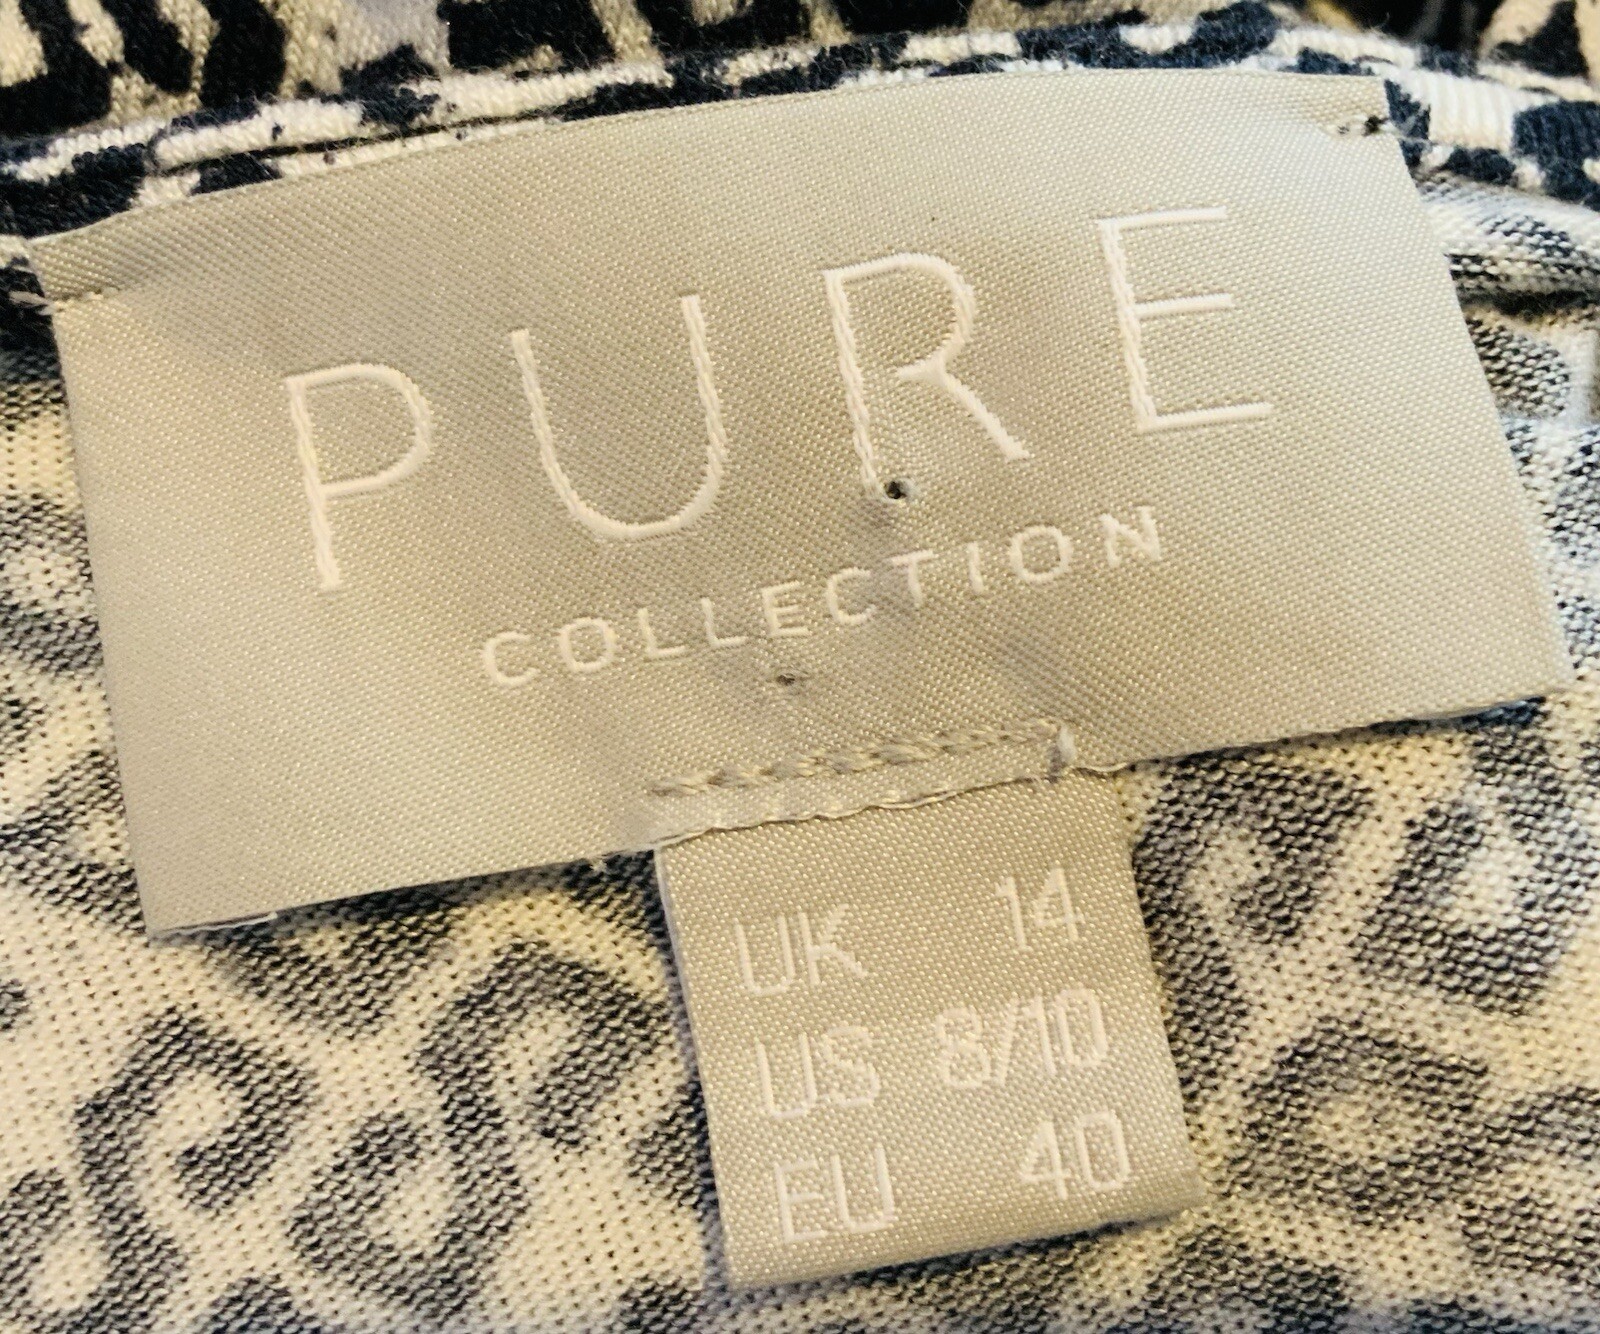 PURE
COLLECTION
UK 14
US 8/10
EU 40